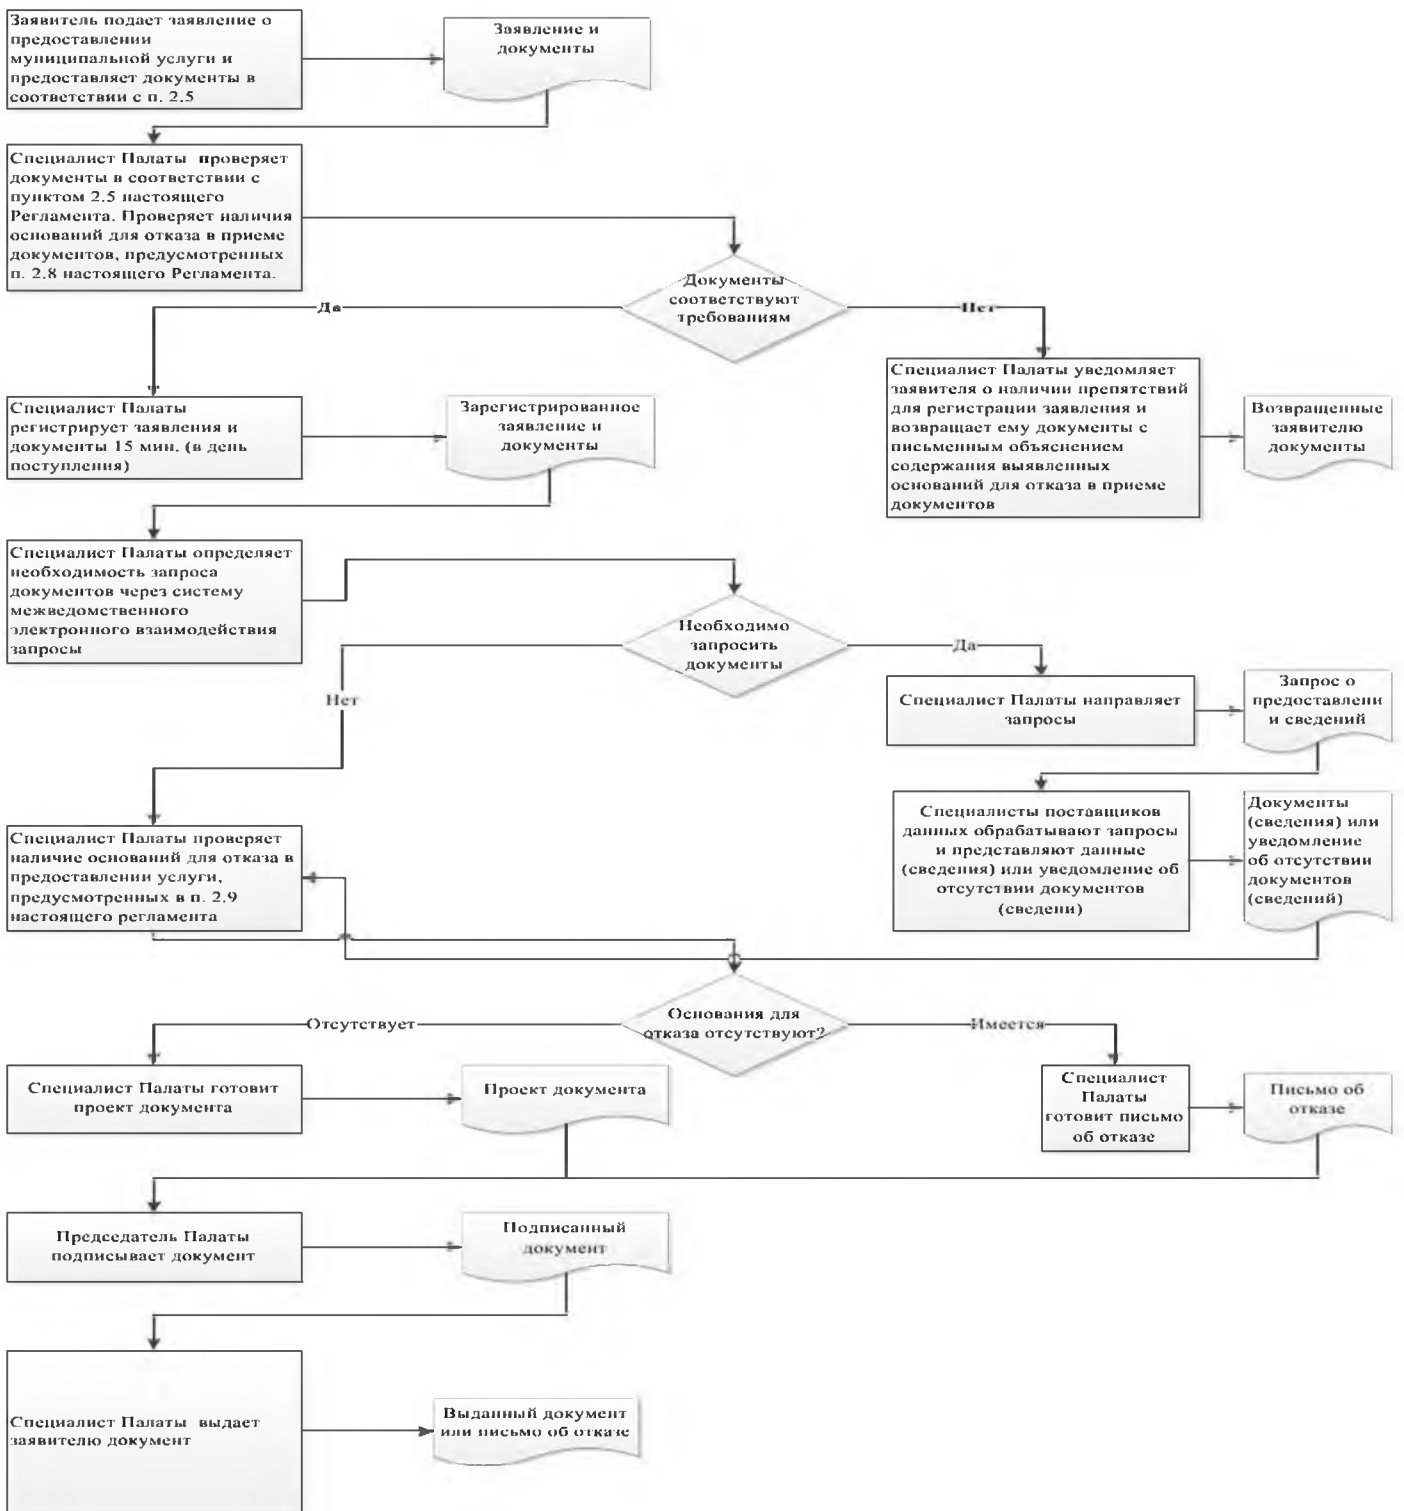 Заявитель подает заявление о
предоставлении
муниципальной услуги и
предоставляет документы в
соответствии с п. 2.5
Заявление и
документы
Специалист Палаты проверяет
документы в соответствии с
пунктом 2.5 настоящего
Регламента. Проверяет наличия
оснований для отказа в приеме
документов, предусмотренных
п. 2.8 настоящего Регламента.
Документы
соответствуют
требованиям
Да
Нет
Специалист Палаты
регистрирует заявления и
документы 15 мин. (в день
поступления)
Зарегистрированное
заявление и
документы
Специалист Палаты уведомляет
заявителя о наличии препятствий
для регистрации заявления и
возвращает ему документы с
письменным объяснением
содержания выявленных
оснований для отказа в приеме
документов
Возвращенные
заявителю
документы
Специалист Палаты определяет
необходимость запроса
документов через систему
межведомственного
электронного взаимодействия
запросы
Необходимо
запросить
документы
Нет
Да
Специалист Палаты направляет
запросы
Запрос о
предоставлени
и сведений
Специалист Палаты проверяет
наличие оснований для отказа в
предоставлении услуги,
предусмотренных в п. 2.9
настоящего регламента
Специалисты поставщиков
данных обрабатывают запросы
и представляют данные
(сведения) или уведомление об
отсутствии документов
(сведени)
Документы
(сведения) или
уведомление
об отсутствии
документов
(сведений)
Основания для
отказа отсутствуют?
Отсутствует
Имеется
Специалист Палаты готовит
проект документа
Проект документа
Специалист
Палаты
готовит письмо
об отказе
Письмо об
отказе
Председатель Палаты
подписывает документ
Подписанный
документ
Специалист Палаты выдает
заявителю документ
Выданный документ
или письмо об отказе